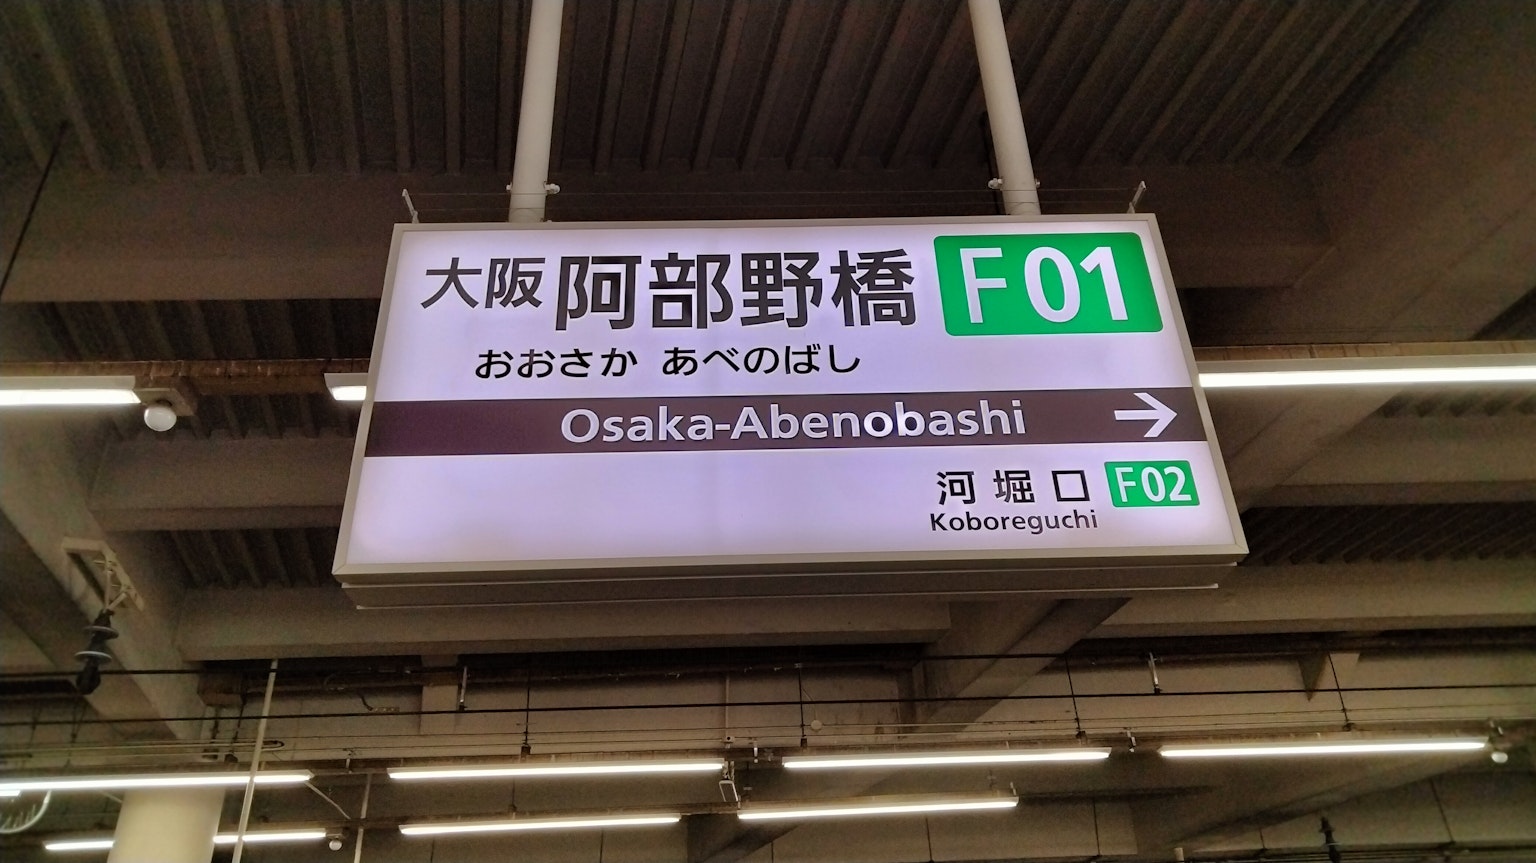 大阪阿部野橋 F01
おおさか あべのばし
Osaka-Abenobashi →
河堀口 F02
Koboreguchi